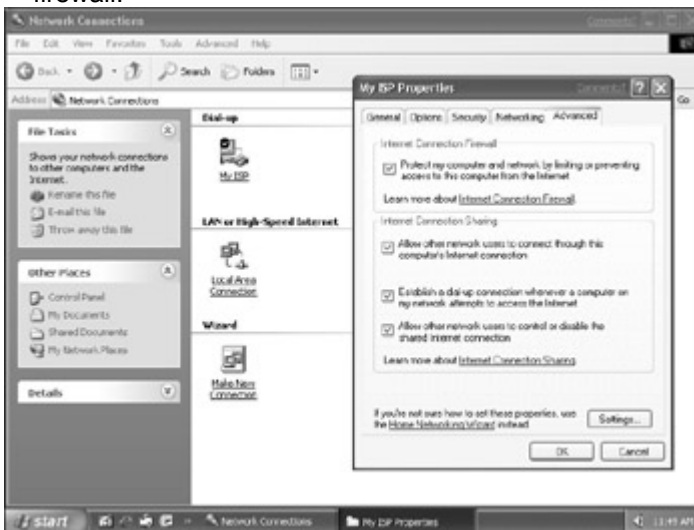 firewall.
Network Connections
Comments?
File Edit View Favorites Tools Advanced Help
Back Search Folders
Address Network Connections
Go
File Tasks
Shows your network connections
to other computers and the
Internet.
Rename this file
E-mail this file
Throw away this file
Other Places
Control Panel
My Documents
Shared Documents
My Network Places
Details
Dial-up
My ISP
LAN or High-Speed Internet
Local Area
Connection
Wizard
Make New
Connection
My ISP Properties
Comments?
General Options Security Networking Advanced
Internet Connection Firewall
Protect my computer and network by limiting or preventing
access to this computer from the Internet
Learn more about Internet Connection Firewall.
Internet Connection Sharing
Allow other network users to connect through this
computer's Internet connection
Establish a dial-up connection whenever a computer on
my network attempts to access the Internet
Allow other network users to control or disable the
shared internet connection
Learn more about Internet Connection Sharing.
If you're not sure how to set these properties, use
the Home Networking Wizard instead
Settings...
OK Cancel
start
Network Connections
My ISP Properties
11:49 AM